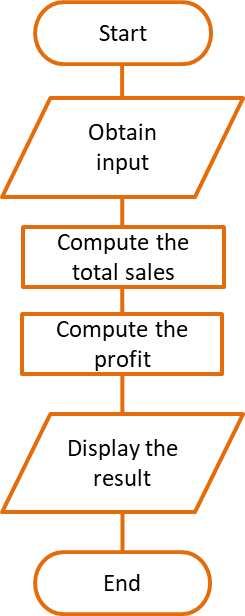 Start
Obtain
input
Compute the
total sales
Compute the
profit
Display the
result
End